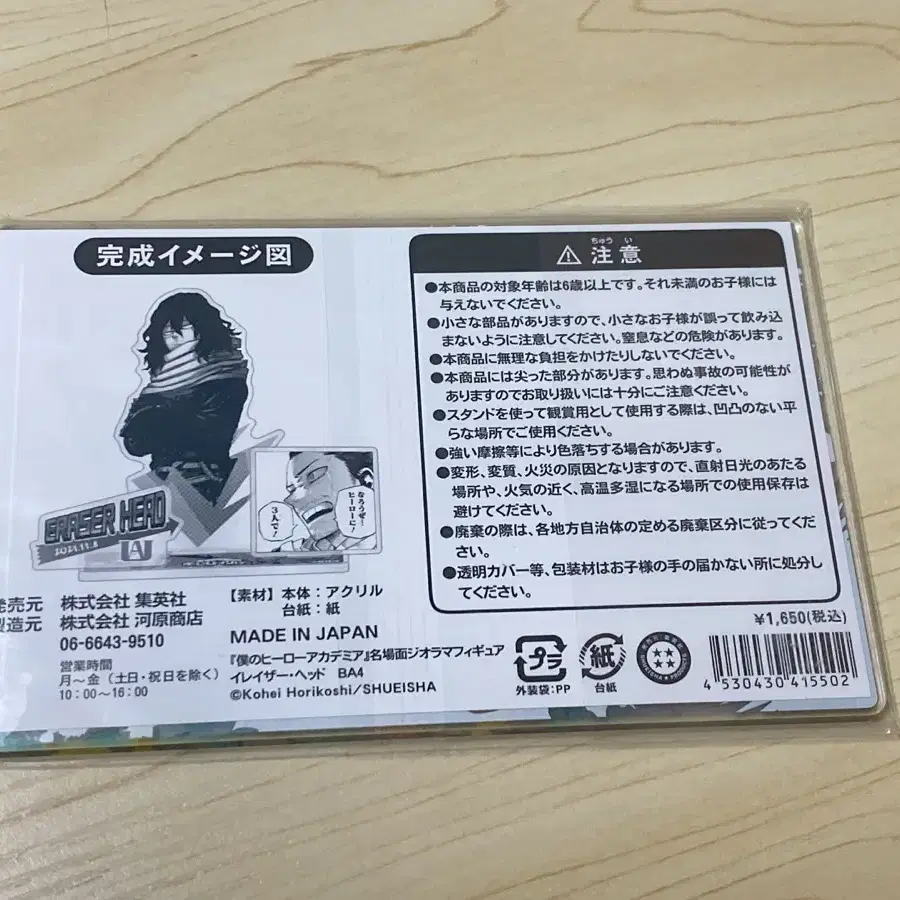 完成イメージ図
ERASER HEAD
UA
なろうぜ!
ヒーローに!
3人で!
発売元 株式会社 集英社
製造元 株式会社 河原商店
06-6643-9510
営業時間
月〜金(土日・祝日を除く)
10:00〜16:00
【素材】本体:アクリル
台紙:紙
MADE IN JAPAN
『僕のヒーローアカデミア』名場面ジオラマフィギュア
イレイザー・ヘッド BA4
©Kohei Horikoshi/SHUEISHA
ちゅう い
注意
●本商品の対象年齢は6歳以上です。それ未満のお子様には
与えないでください。
●小さな部品がありますので、小さなお子様が誤って飲み込
まないように注意してください。窒息などの危険があります。
●本商品に無理な負担をかけたりしないでください。
●本商品には尖った部分があります。思わぬ事故の可能性が
ありますのでお取り扱いには十分にご注意ください。
●スタンドを使って観賞用として使用する際は、凹凸のない平
らな場所でご使用ください。
●強い摩擦等により色落ちする場合があります。
●変形、変質、火災の原因となりますので、直射日光のあたる
場所や、火気の近く、高温多湿になる場所での使用保存は
避けてください。
●廃棄の際は、各地方自治体の定める廃棄区分に従ってくだ
さい。
●透明カバー等、包装材はお子様の手の届かない所に処分し
てください。
¥1,650(税込)
プラ
外装袋:PP
紙
台紙
4 530430 415502